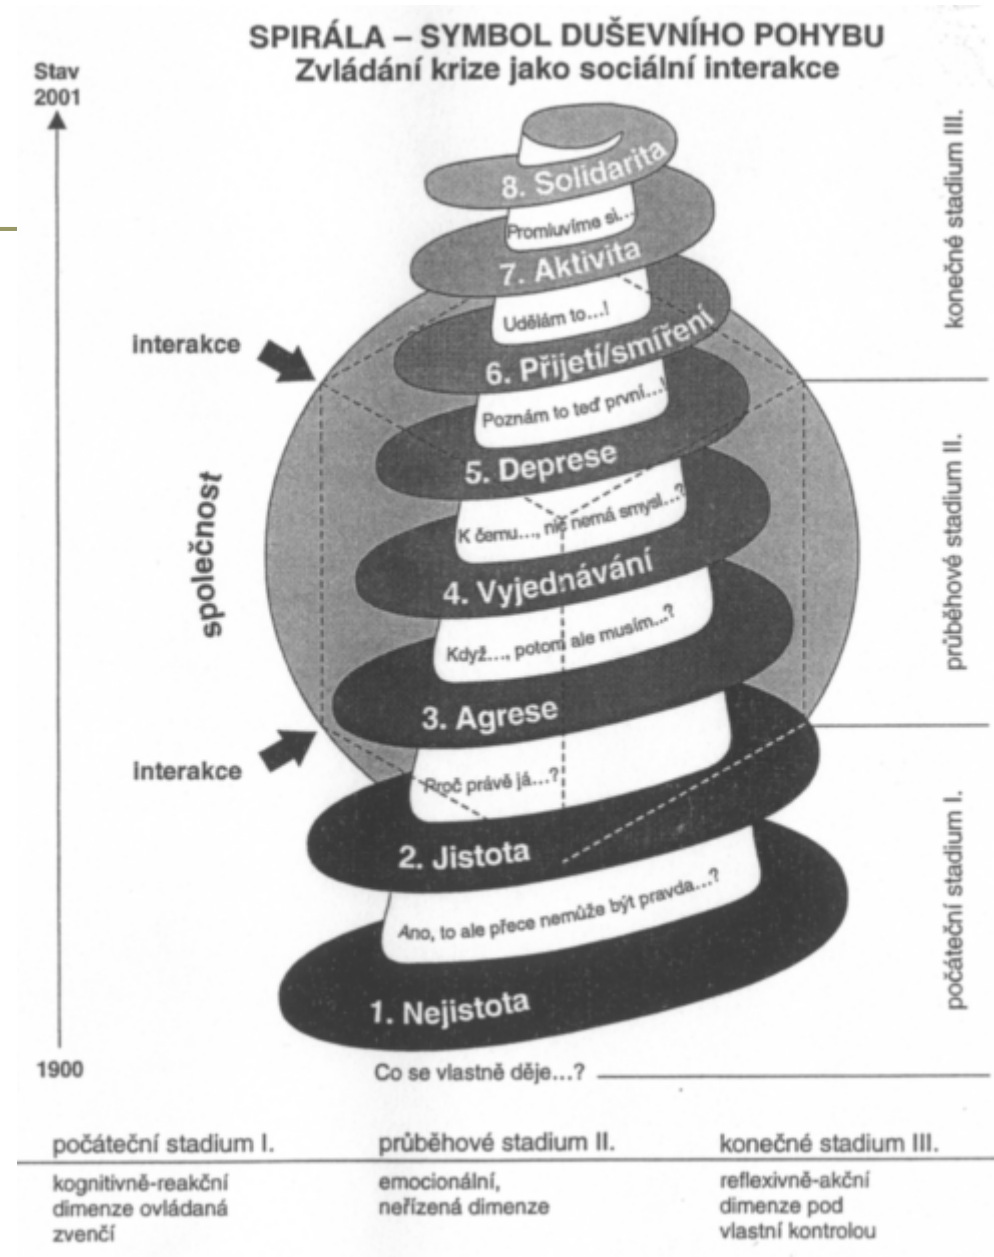 SPIRÁLA – SYMBOL DUŠEVNÍHO POHYBU
Zvládání krize jako sociální interakce
Stav
2001
8. Solidarita
Promluvíme si...
7. Aktivita
Udělám to...!
6. Přijetí/smíření
Poznám to teď první...!
5. Deprese
K čemu..., nic nemá smysl...?
4. Vyjednávání
Když..., potom ale musím...?
3. Agrese
Proč právě já...?
2. Jistota
Ano, to ale přece nemůže být pravda...?
1. Nejistota
Co se vlastně děje...?
1900
interakce
společnost
interakce
konečné stadium III.
průběhové stadium II.
počáteční stadium I.
počáteční stadium I.
kognitivně-reakční
dimenze ovládaná
zvenčí
průběhové stadium II.
emocionální,
neřízená dimenze
konečné stadium III.
reflexivně-akční
dimenze pod
vlastní kontrolou